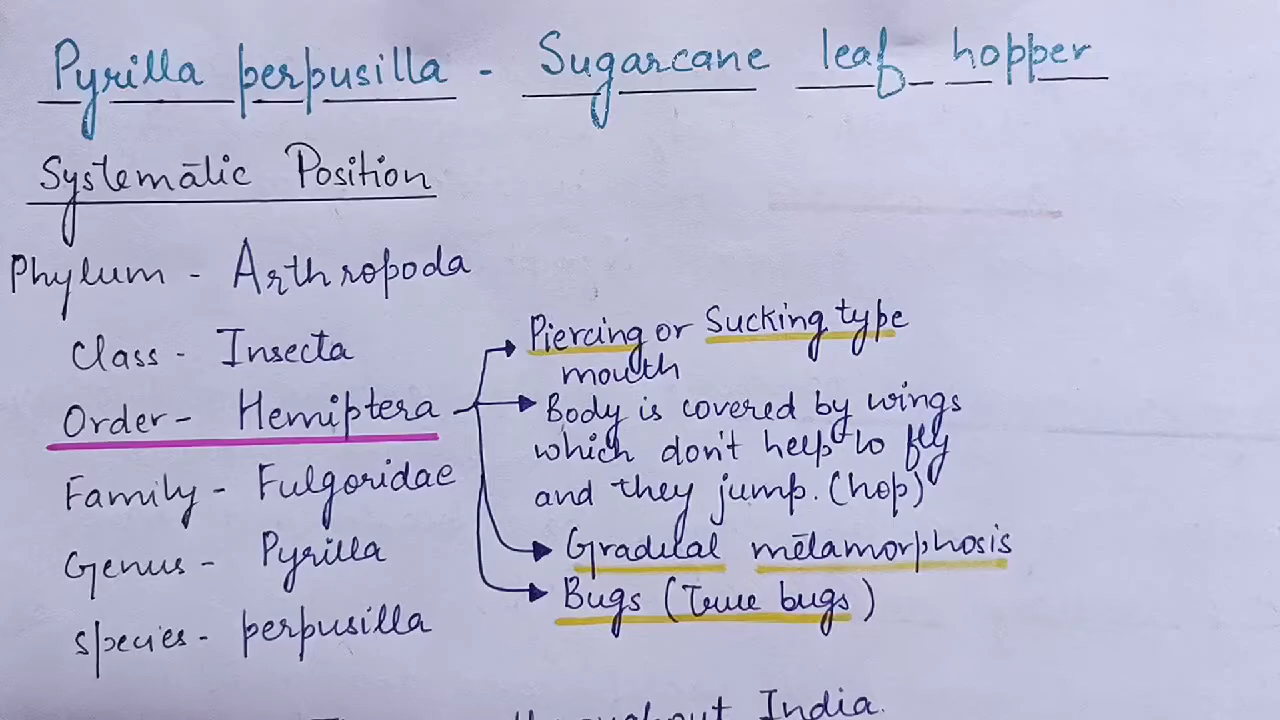 Pyrilla perpusilla - Sugarcane leaf hopper
Systematic Position
Phylum - Arthropoda
Class - Insecta
Order - Hemiptera
Piercing or Sucking type
mouth
Body is covered by wings
which don't help to fly
and they jump. (hop)
Gradual metamorphosis
Bugs (True bugs)
Family - Fulgoridae
Genus - Pyrilla
Species - perpusilla
throughout India.